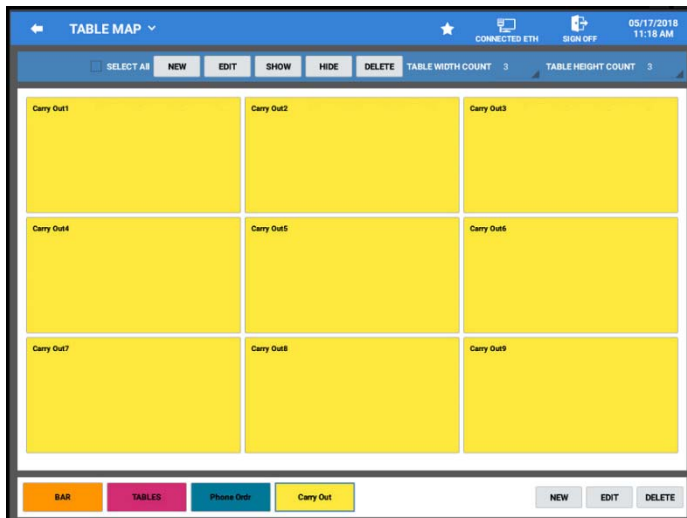 TABLE MAP
CONNECTED ETH
SIGN OFF
05/17/2018
11:18 AM
SELECT All NEW EDIT SHOW HIDE DELETE TABLE WIDTH COUNT 3 TABLE HEIGHT COUNT 3
Carry Out1 Carry Out2 Carry Out3
Carry Out4 Carry Out5 Carry Out6
Carry Out7 Carry Out8 Carry Out9
BAR TABLES Phone Ordr Carry Out NEW EDIT DELETE